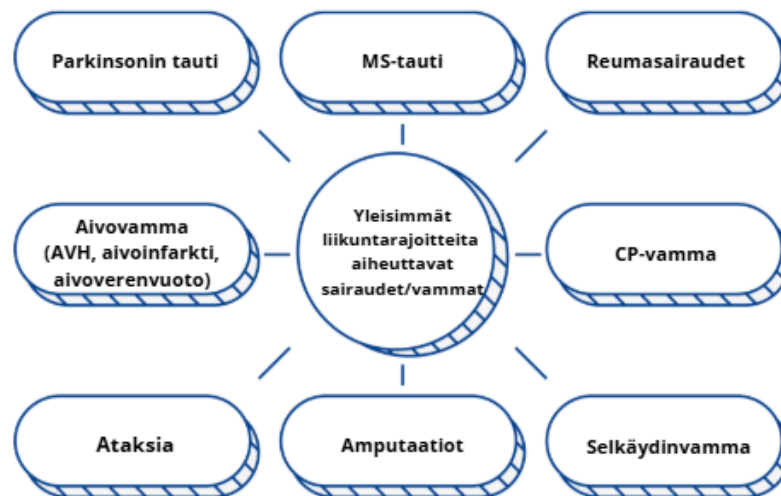 Parkinsonin tauti
MS-tauti
Reumasairaudet
Aivovamma
(AVH, aivoinfarkti,
aivoverenvuoto)
Yleisimmät
liikuntarajoitteita
aiheuttavat
sairaudet/vammat
CP-vamma
Ataksia
Amputaatiot
Selkäydinvamma